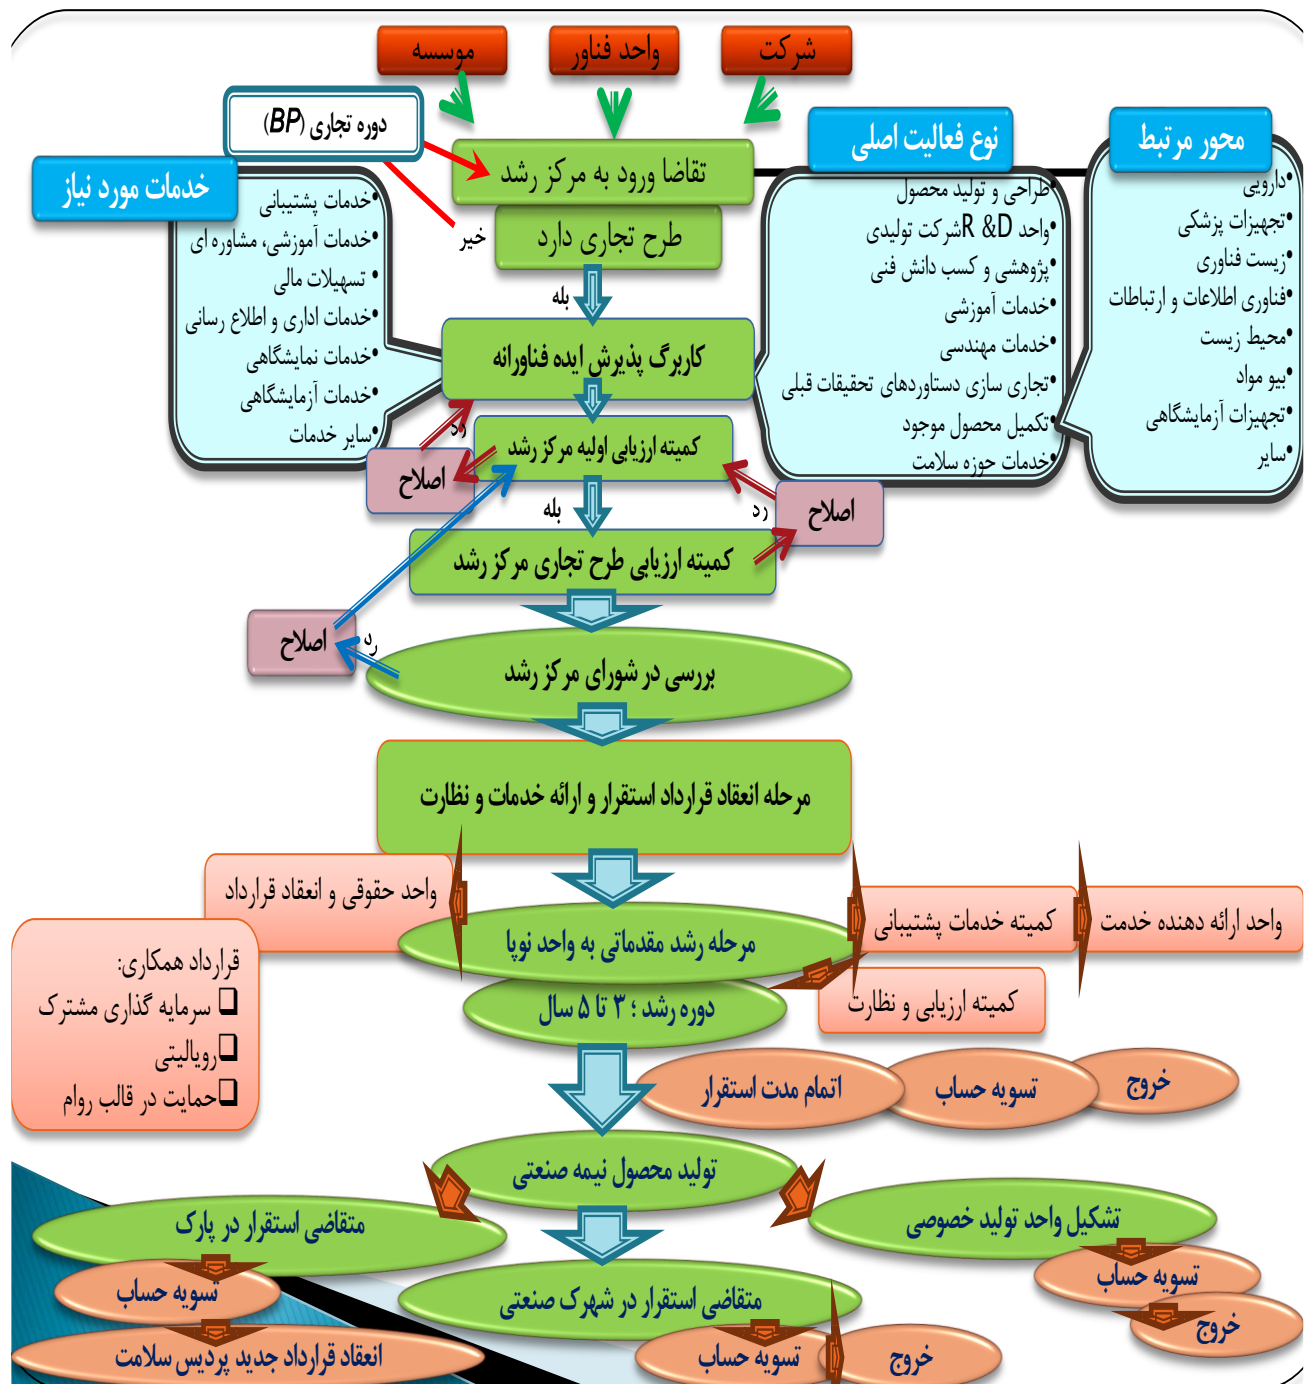 موسسه
واحد فناور
شرکت
دوره تجاری (BP)
تقاضا ورود به مرکز رشد
طرح تجاری دارد
خیر
بله
نوع فعالیت اصلی
•طراحی و تولید محصول
•واحد R &D شرکت تولیدی
•پژوهشی و کسب دانش فنی
•خدمات آموزشی
•خدمات مهندسی
•تجاری سازی دستاوردهای تحقیقات قبلی
•تکمیل محصول موجود
•خدمات حوزه سلامت
محور مرتبط
•دارویی
•تجهیزات پزشکی
•زیست فناوری
•فناوری اطلاعات و ارتباطات
•محیط زیست
•بیو مواد
•تجهیزات آزمایشگاهی
•سایر
خدمات مورد نیاز
•خدمات پشتیبانی
•خدمات آموزشی، مشاوره ای
• تسهیلات مالی
•خدمات اداری و اطلاع رسانی
•خدمات نمایشگاهی
•خدمات آزمایشگاهی
•سایر خدمات
کاربرگ پذیرش ایده فناورانه
رد
کمیته ارزیابی اولیه مرکز رشد
اصلاح
بله
رد
اصلاح
کمیته ارزیابی طرح تجاری مرکز رشد
رد
اصلاح
بررسی در شورای مرکز رشد
مرحله انعقاد قرارداد استقرار و ارائه خدمات و نظارت
واحد حقوقی و انعقاد قرارداد
مرحله رشد مقدماتی به واحد نوپا
کمیته خدمات پشتیبانی
واحد ارائه دهنده خدمت
کمیته ارزیابی و نظارت
دوره رشد ؛ ۳ تا ۵ سال
قرارداد همکاری:
❑ سرمایه گذاری مشترک
❑رویالیتی
❑حمایت در قالب روام
اتمام مدت استقرار
تسویه حساب
خروج
تولید محصول نیمه صنعتی
متقاضی استقرار در پارک
تسویه حساب
انعقاد قرارداد جدید پردیس سلامت
متقاضی استقرار در شهرک صنعتی
تسویه حساب
خروج
تشکیل واحد تولید خصوصی
تسویه حساب
خروج